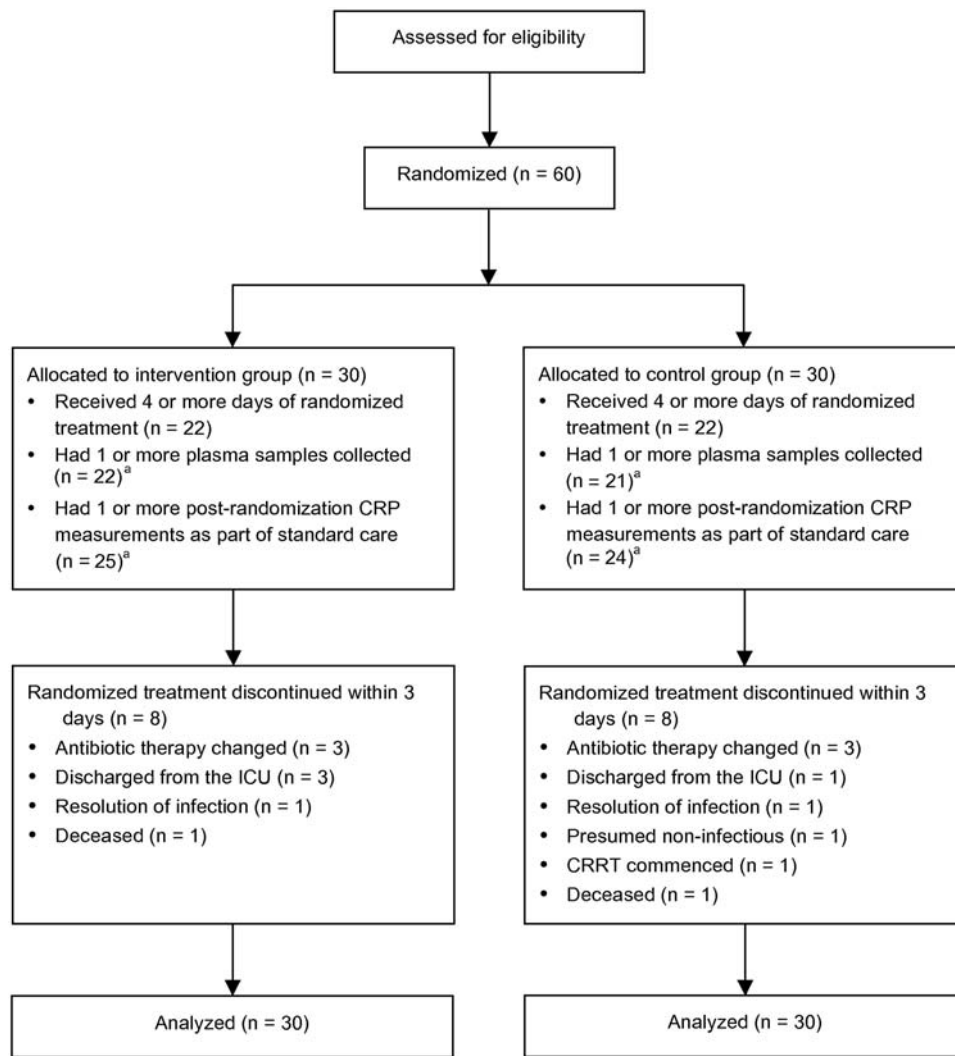 Assessed for eligibility
Randomized (n = 60)
Allocated to intervention group (n = 30)
• Received 4 or more days of randomized
treatment (n = 22)
• Had 1 or more plasma samples collected
(n = 22)a
• Had 1 or more post-randomization CRP
measurements as part of standard care
(n = 25)a
Allocated to control group (n = 30)
• Received 4 or more days of randomized
treatment (n = 22)
• Had 1 or more plasma samples collected
(n = 21)a
• Had 1 or more post-randomization CRP
measurements as part of standard care
(n = 24)a
Randomized treatment discontinued within 3
days (n = 8)
• Antibiotic therapy changed (n = 3)
• Discharged from the ICU (n = 3)
• Resolution of infection (n = 1)
• Deceased (n = 1)
Randomized treatment discontinued within 3
days (n = 8)
• Antibiotic therapy changed (n = 3)
• Discharged from the ICU (n = 1)
• Resolution of infection (n = 1)
• Presumed non-infectious (n = 1)
• CRRT commenced (n = 1)
• Deceased (n = 1)
Analyzed (n = 30)
Analyzed (n = 30)